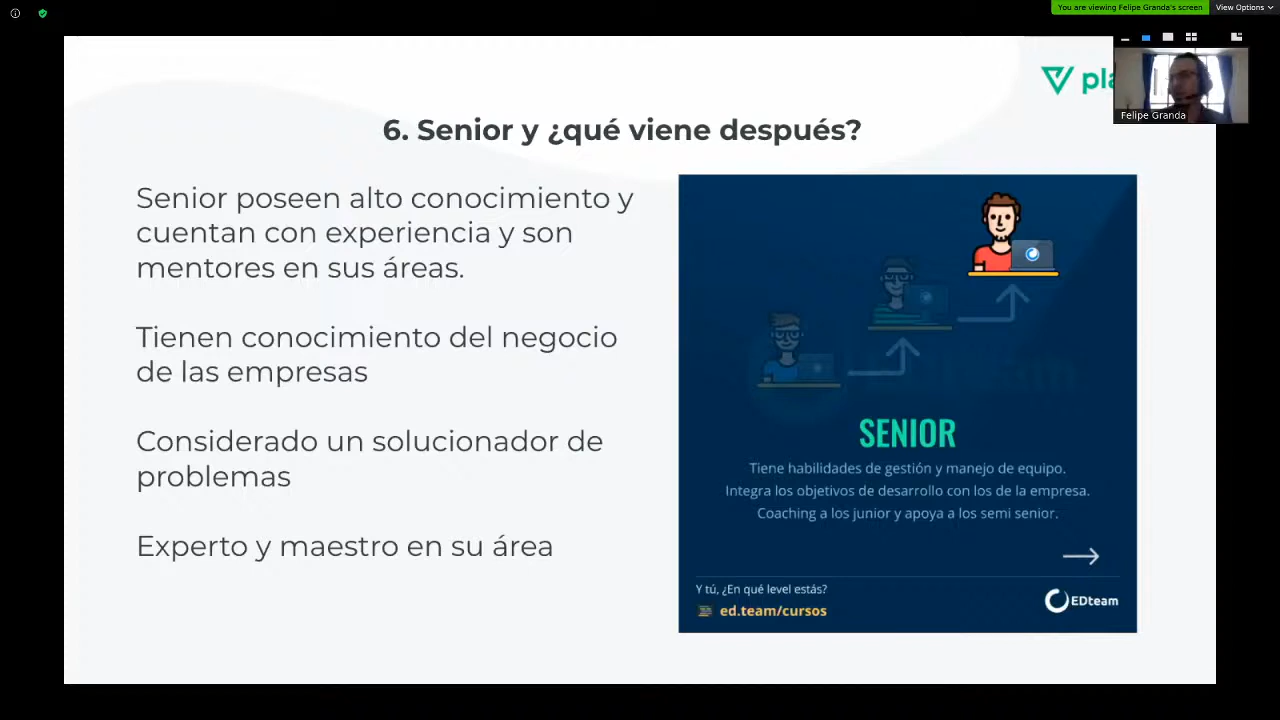 You are viewing Felipe Granda's screen
View Options
Felipe Granda
6. Senior y ¿qué viene después?
Senior poseen alto conocimiento y
cuentan con experiencia y son
mentores en sus áreas.
Tienen conocimiento del negocio
de las empresas
Considerado un solucionador de
problemas
Experto y maestro en su área
SENIOR
Tiene habilidades de gestión y manejo de equipo.
Integra los objetivos de desarrollo con los de la empresa.
Coaching a los junior y apoya a los semi senior.
Y tú, ¿En qué level estás?
ed.team/cursos
EDteam